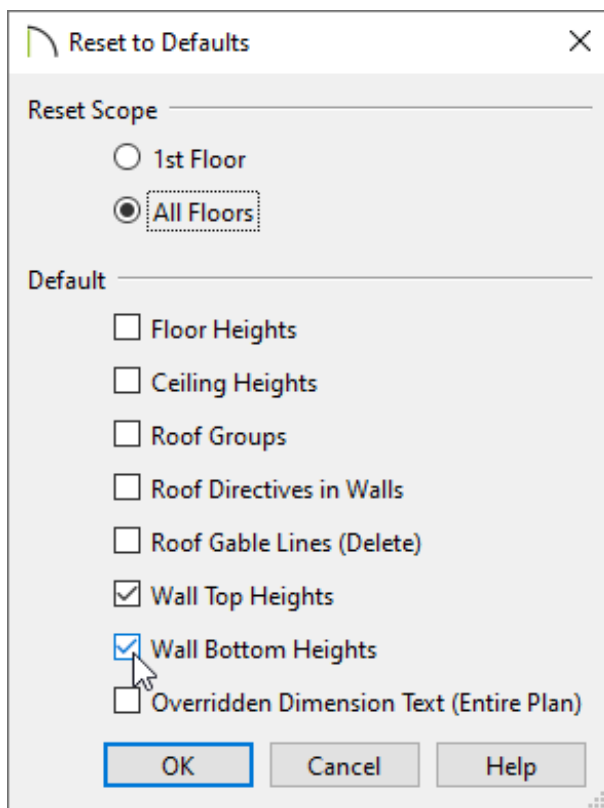 Reset to Defaults
Reset Scope
1st Floor
All Floors
Default
Floor Heights
Ceiling Heights
Roof Groups
Roof Directives in Walls
Roof Gable Lines (Delete)
Wall Top Heights
Wall Bottom Heights
Overridden Dimension Text (Entire Plan)
OK Cancel Help